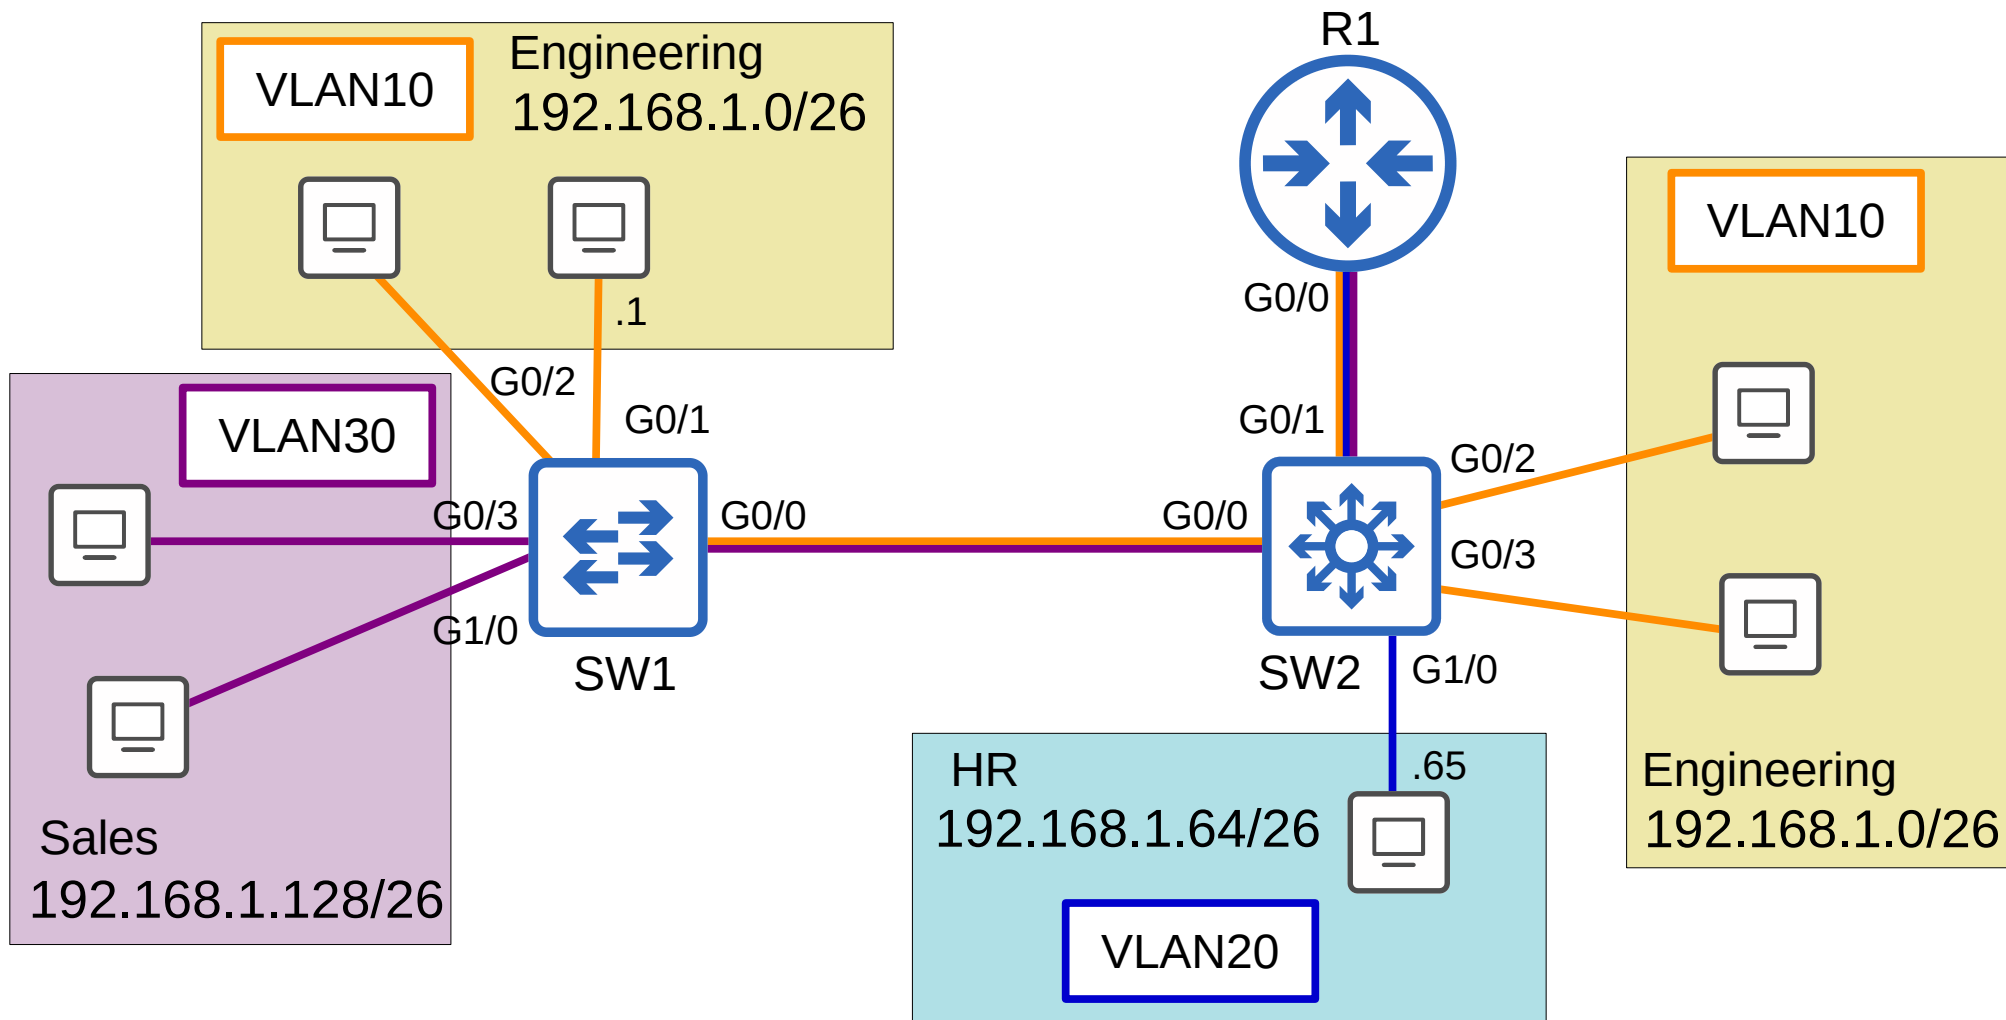 R1
VLAN10
Engineering
192.168.1.0/26
.1
G0/2
G0/1
VLAN30
G0/3
G1/0
Sales
192.168.1.128/26
SW1
G0/0
G0/0
G0/0
G0/1
SW2
G0/2
G0/3
G1/0
VLAN10
Engineering
192.168.1.0/26
HR
192.168.1.64/26
.65
VLAN20